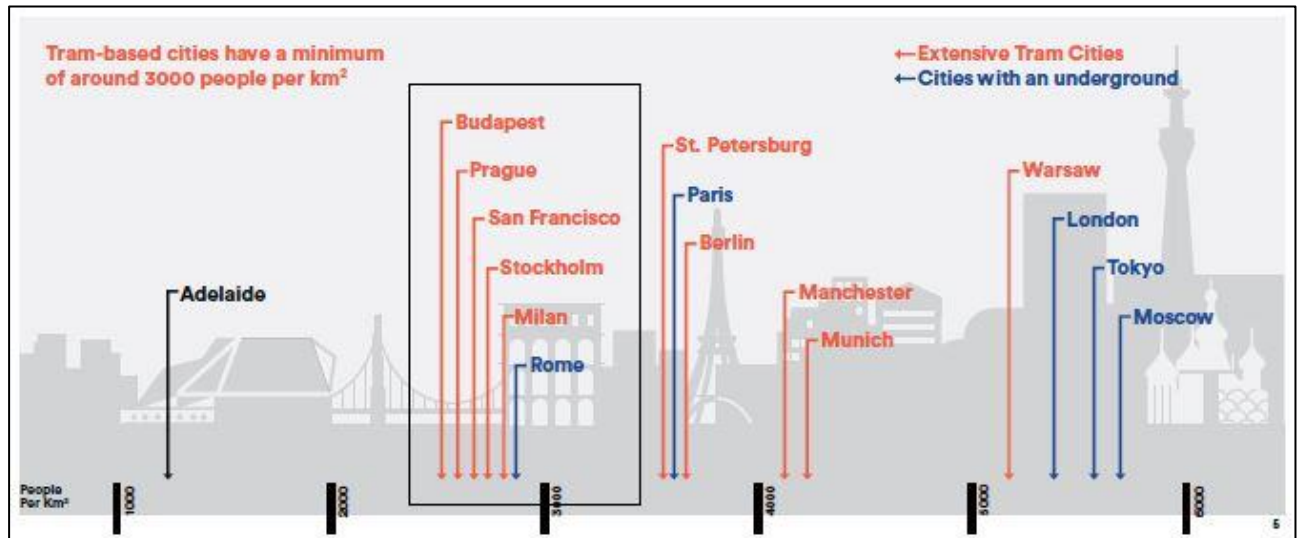 Tram-based cities have a minimum
of around 3000 people per km²
←Extensive Tram Cities
←Cities with an underground
Budapest
St. Petersburg
Prague
Warsaw
Paris
San Francisco
London
Berlin
Stockholm
Tokyo
Adelaide
Manchester
Milan
Moscow
Munich
Rome
People
Per Km²
1000
2000
3000
4000
5000
6000
5